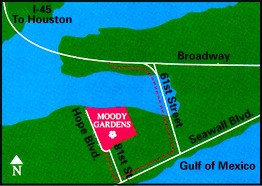 I-45
To Houston
Broadway
61st Street
MOODY
GARDENS
Hope Blvd.
81st St.
Seawall Blvd.
Gulf of Mexico
N